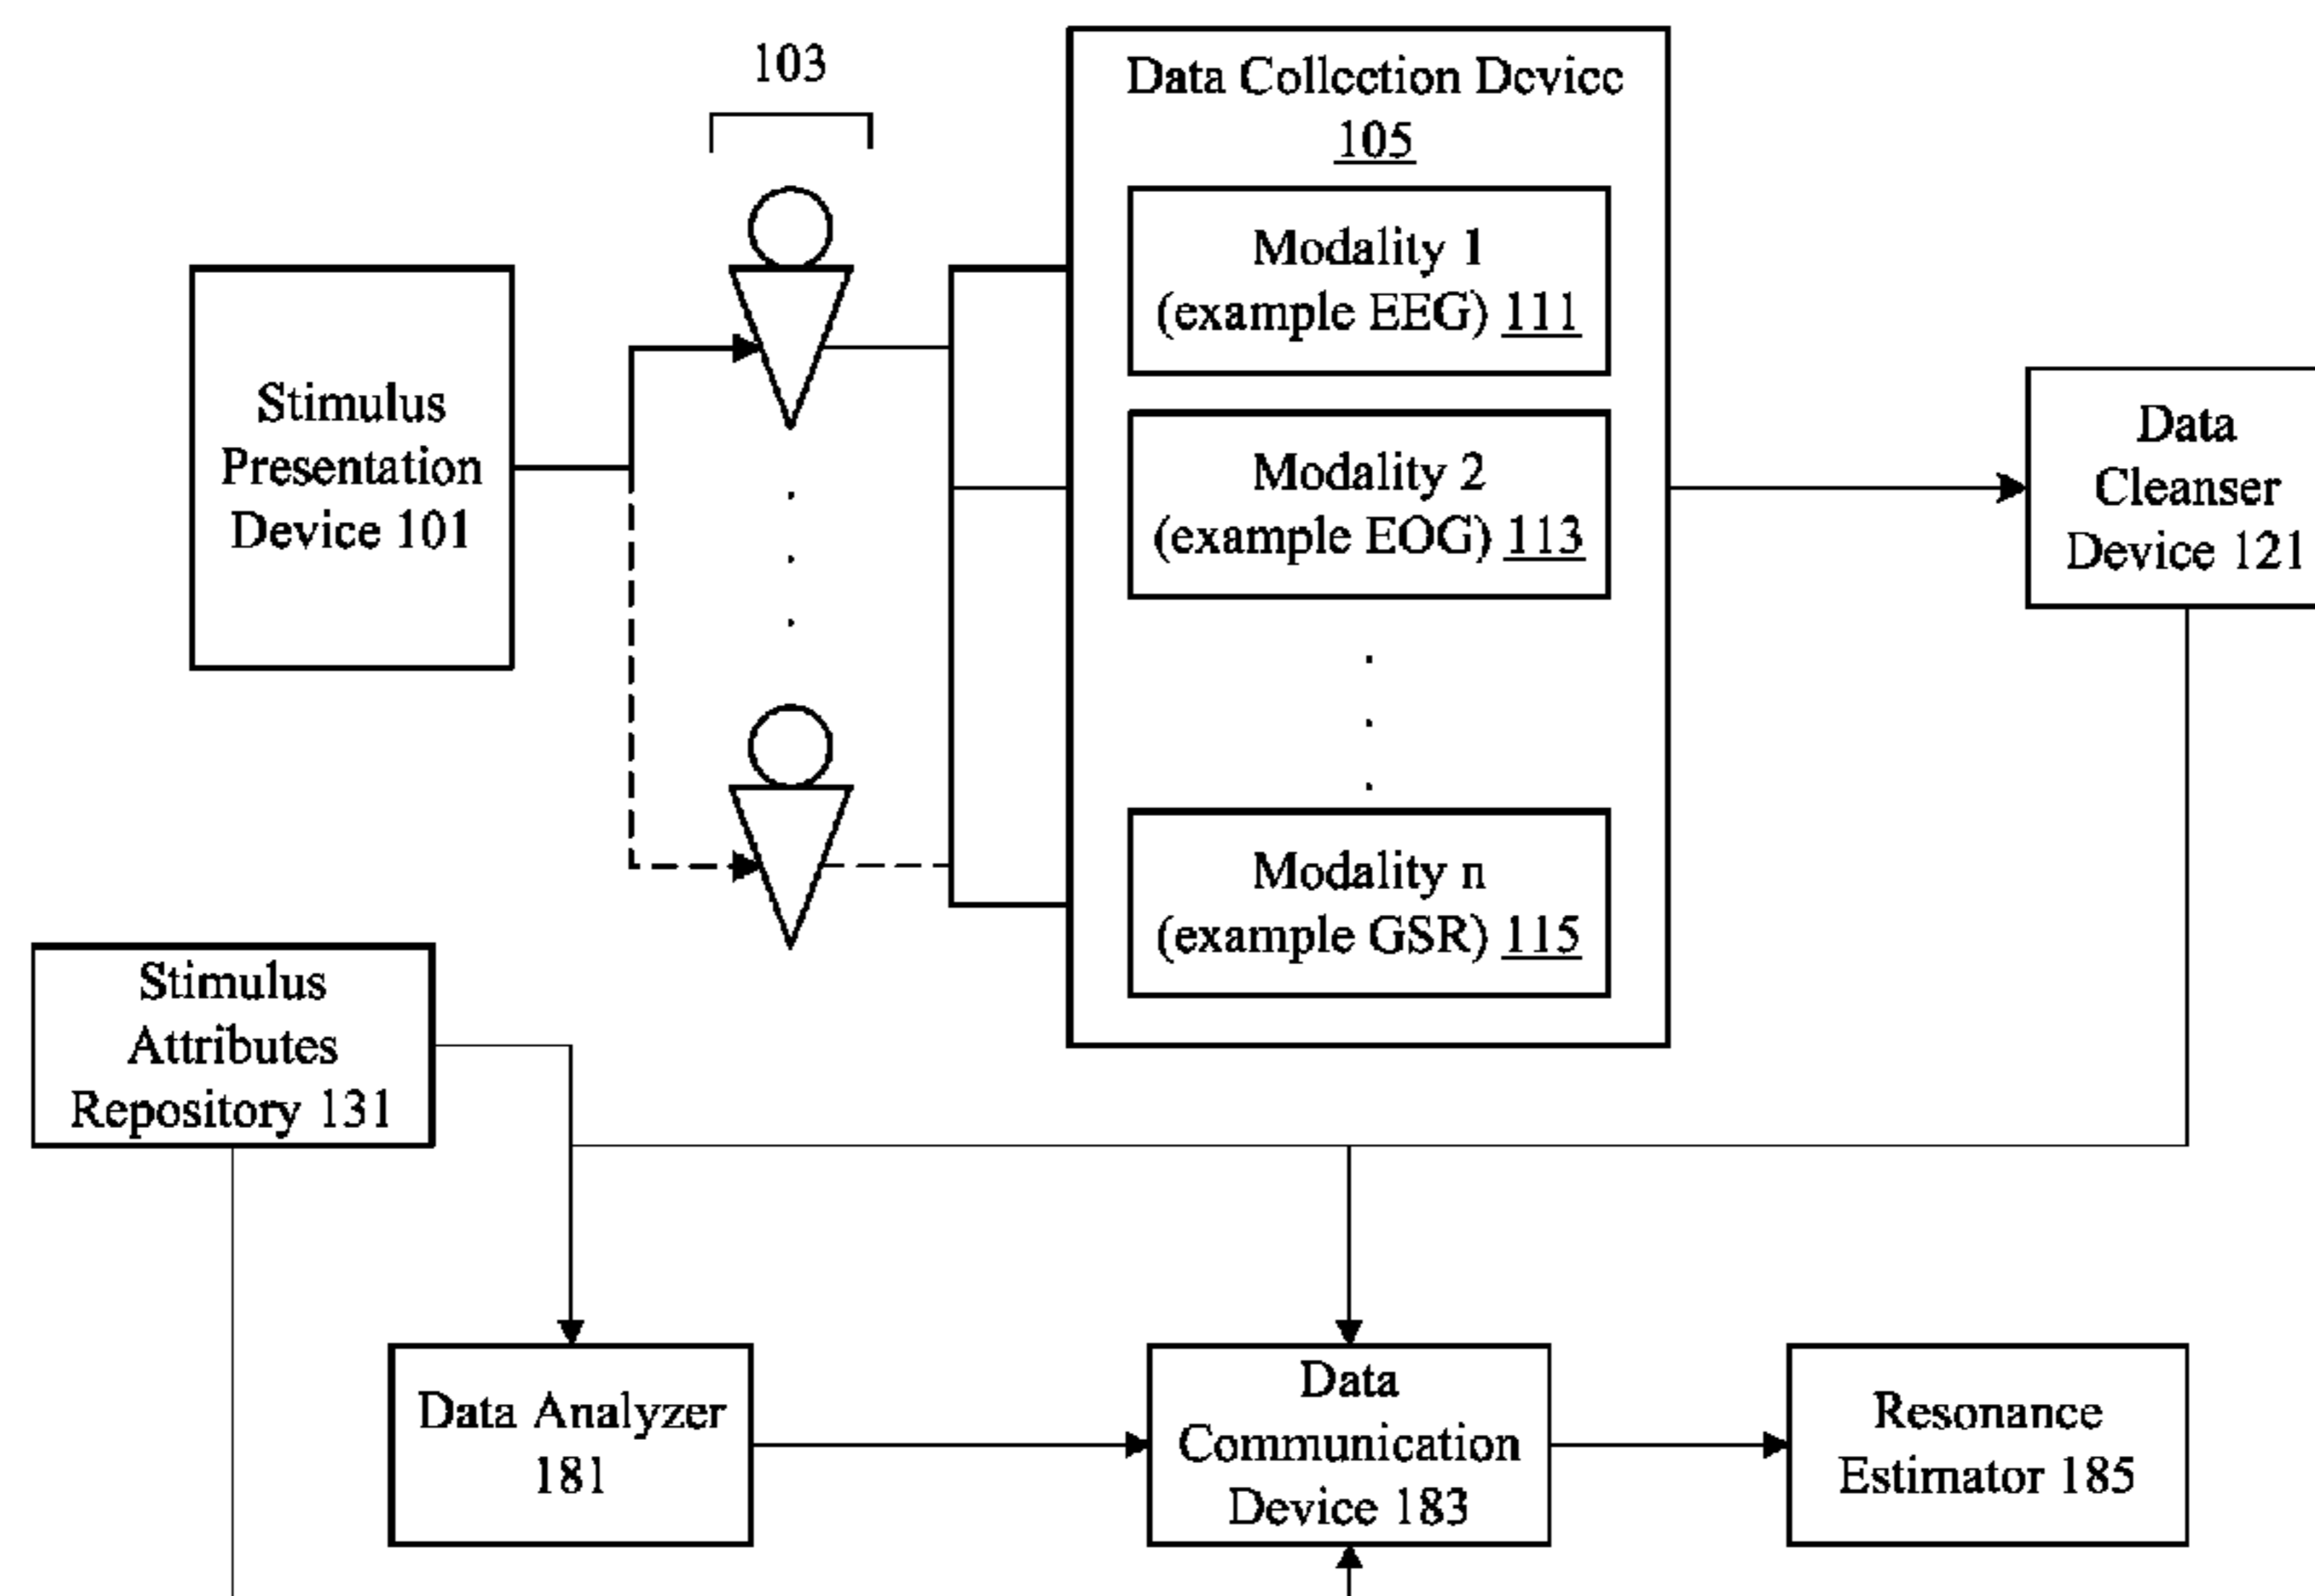 103
Data Collection Device
105
Modality 1
(example EEG) 111
Stimulus
Presentation
Device 101
Modality 2
(example EOG) 113
Data
Cleanser
Device 121
Modality n
(example GSR) 115
Stimulus
Attributes
Repository 131
Data Analyzer
181
Data
Communication
Device 183
Resonance
Estimator 185